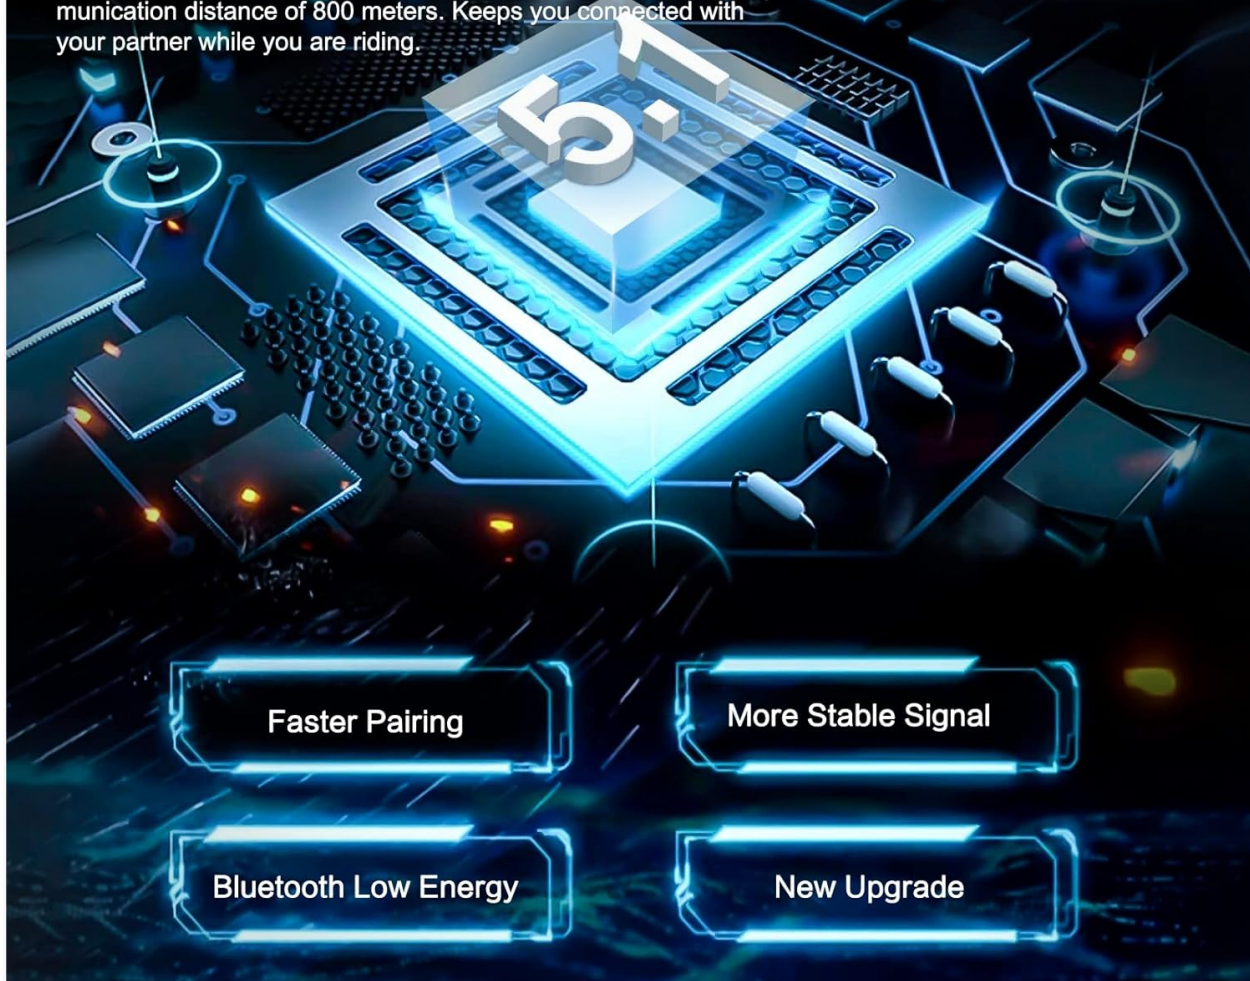 munication distance of 800 meters. Keeps you connected with
your partner while you are riding.
5.1
Faster Pairing
More Stable Signal
Bluetooth Low Energy
New Upgrade